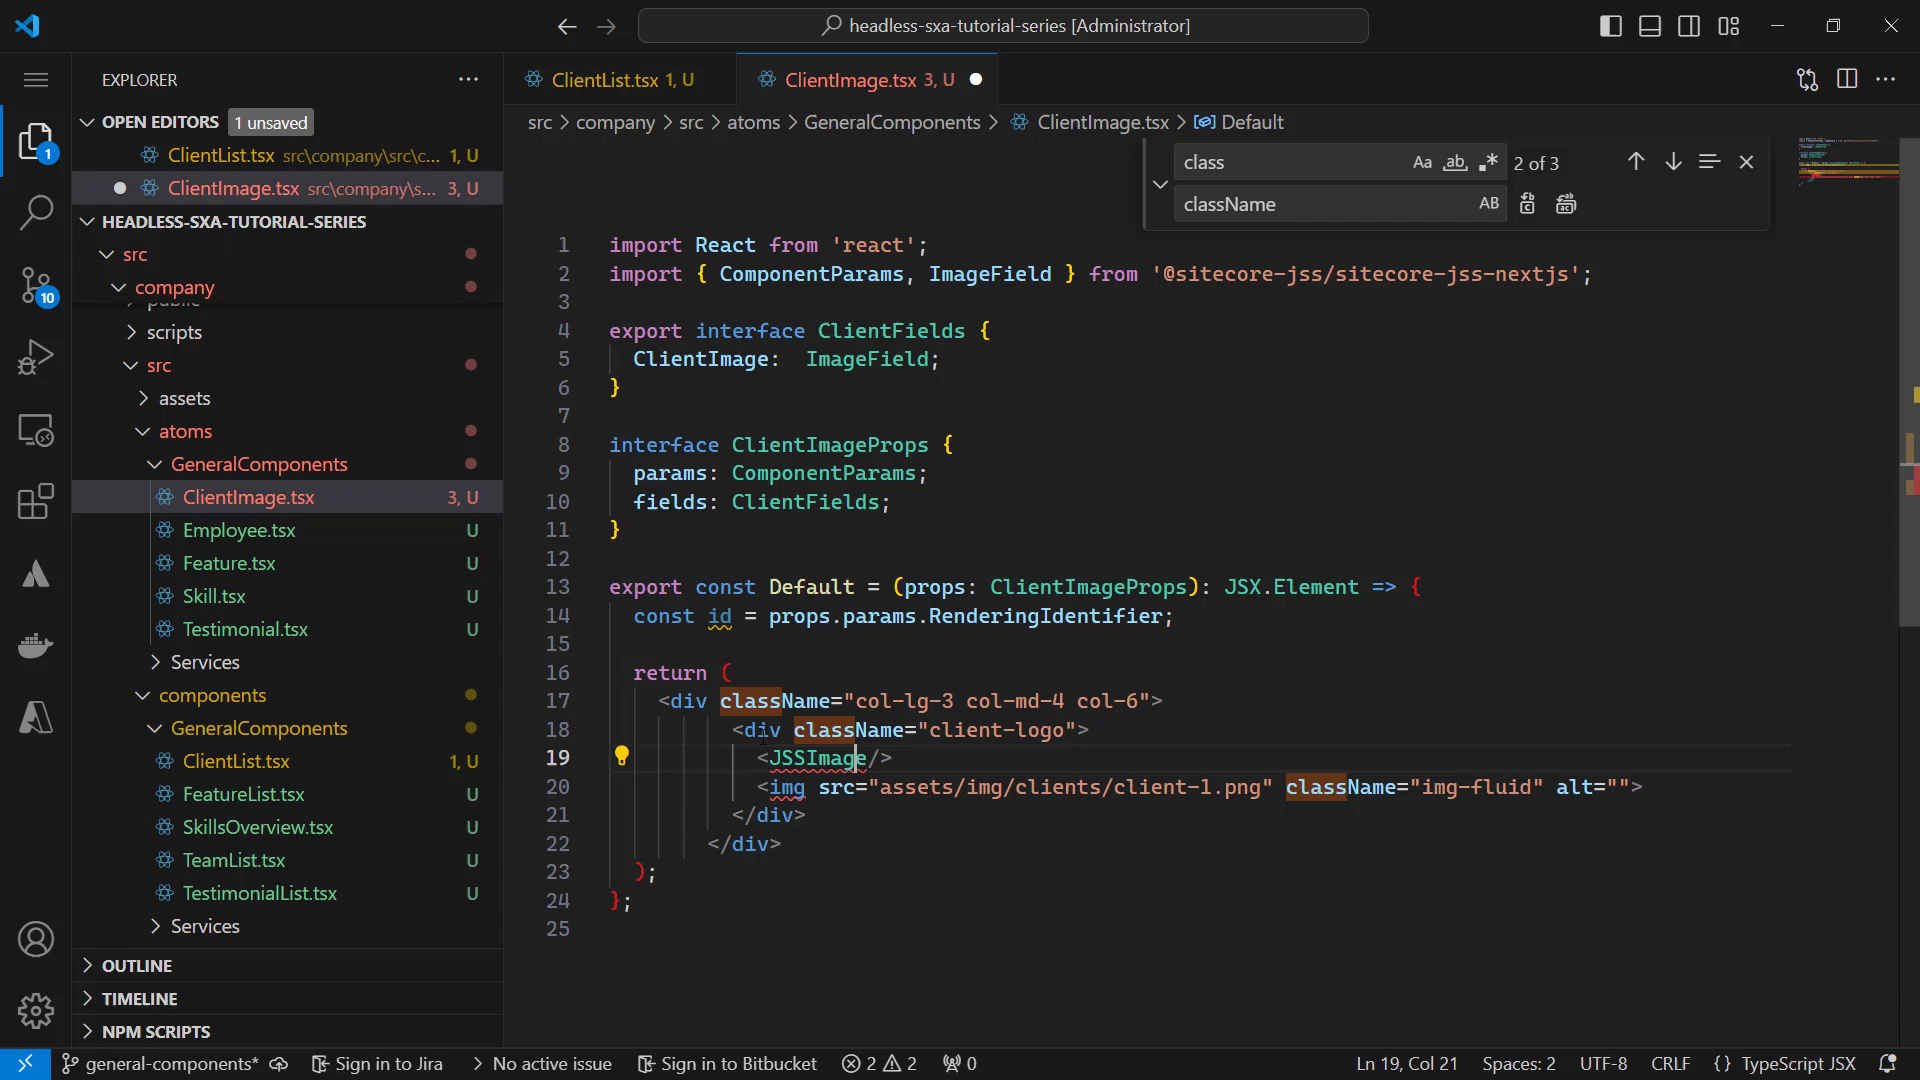 headless-sxa-tutorial-series [Administrator]
EXPLORER
OPEN EDITORS 1 unsaved
ClientList.tsx src\company\src\c... 1, U
ClientImage.tsx src\company\s... 3, U
HEADLESS-SXA-TUTORIAL-SERIES
src
company
public
scripts
src
assets
atoms
GeneralComponents
ClientImage.tsx 3, U
Employee.tsx U
Feature.tsx U
Skill.tsx U
Testimonial.tsx U
Services
components
GeneralComponents
ClientList.tsx 1, U
FeatureList.tsx U
SkillsOverview.tsx U
TeamList.tsx U
TestimonialList.tsx U
Services
OUTLINE
TIMELINE
NPM SCRIPTS
1
10
ClientList.tsx 1, U
ClientImage.tsx 3, U
src > company > src > atoms > GeneralComponents > ClientImage.tsx > Default
class Aa ab 2 of 3
className AB
1 import React from 'react';
2 import { ComponentParams, ImageField } from '@sitecore-jss/sitecore-jss-nextjs';
3
4 export interface ClientFields {
5 ClientImage: ImageField;
6 }
7
8 interface ClientImageProps {
9 params: ComponentParams;
10 fields: ClientFields;
11 }
12
13 export const Default = (props: ClientImageProps): JSX.Element => {
14 const id = props.params.RenderingIdentifier;
15
16 return (
17 <div className="col-lg-3 col-md-4 col-6">
18 <div className="client-logo">
19 <JSSImage/>
20 <img src="assets/img/clients/client-1.png" className="img-fluid" alt="">
21 </div>
22 </div>
23 );
24 };
25
general-components* Sign in to Jira No active issue Sign in to Bitbucket 2 2 0 Ln 19, Col 21 Spaces: 2 UTF-8 CRLF {} TypeScript JSX